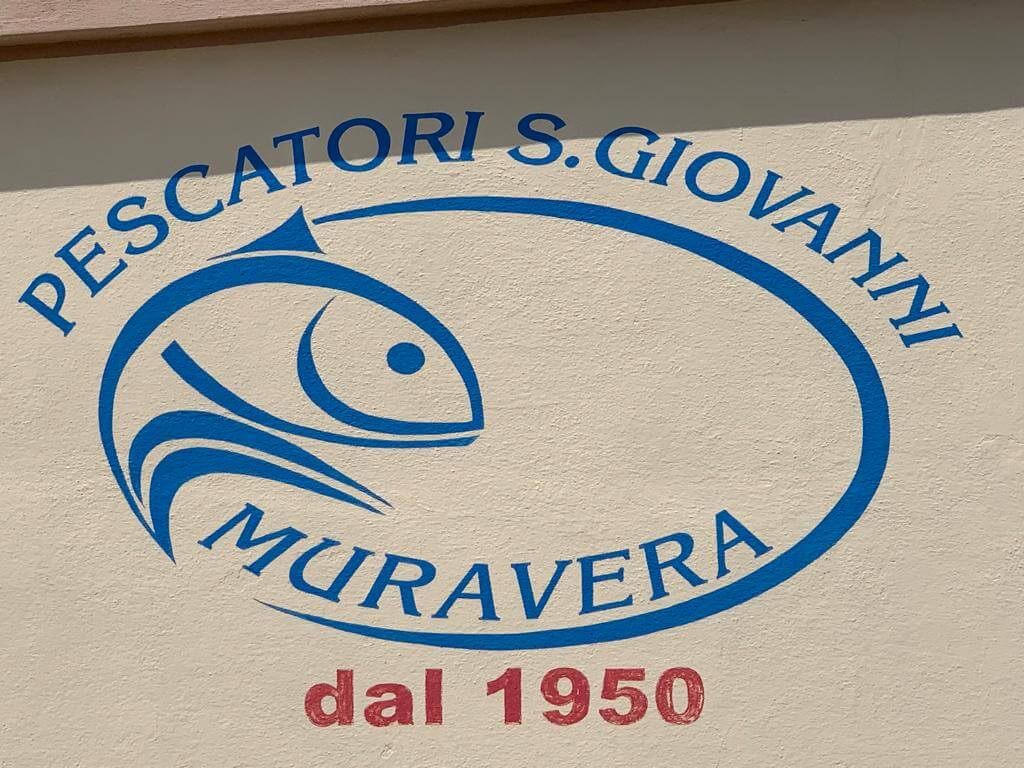 PESCATORI S. GIOVANNI
MURAVERA
dal 1950